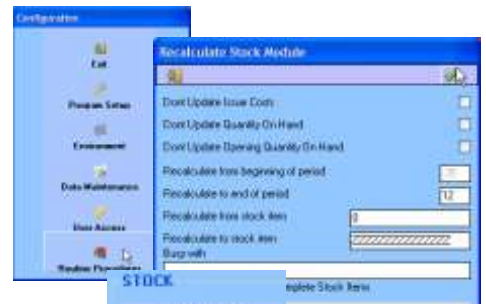 Configuration
Exit
Program Setup
Environment
Data Maintenance
User Access
Routine Procedures
Recalculate Stock Module
Dont Update Issue Costs
Dont Update Quantity On Hand
Dont Update Opening Quantity On Hand
Recalculate from beginning of period
Recalculate to end of period 12
Recalculate from stock item 0
Recalculate to stock item
with
STOCK
mplete Stock Items